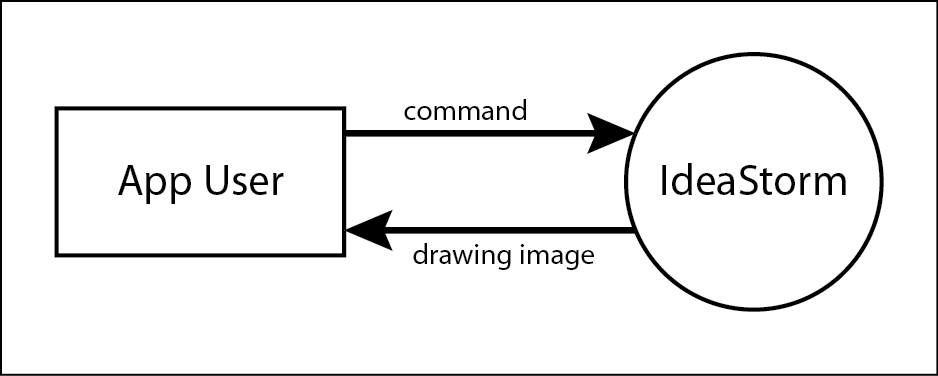 command
App User
IdeaStorm
drawing image